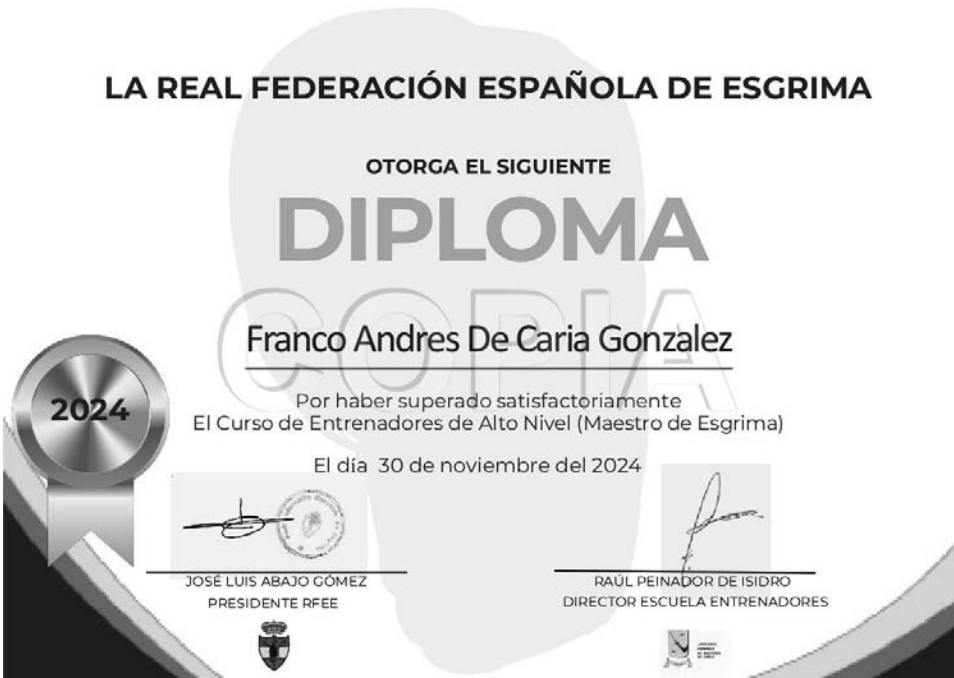 LA REAL FEDERACIÓN ESPAÑOLA DE ESGRIMA
OTORGA EL SIGUIENTE
DIPLOMA
COPIA
Franco Andres De Caria Gonzalez
2024
Por haber superado satisfactoriamente
El Curso de Entrenadores de Alto Nivel (Maestro de Esgrima)
El día 30 de noviembre del 2024
JOSÉ LUIS ABAJO GÓMEZ
PRESIDENTE RFEE
RAÚL PEINADOR DE ISIDRO
DIRECTOR ESCUELA ENTRENADORES